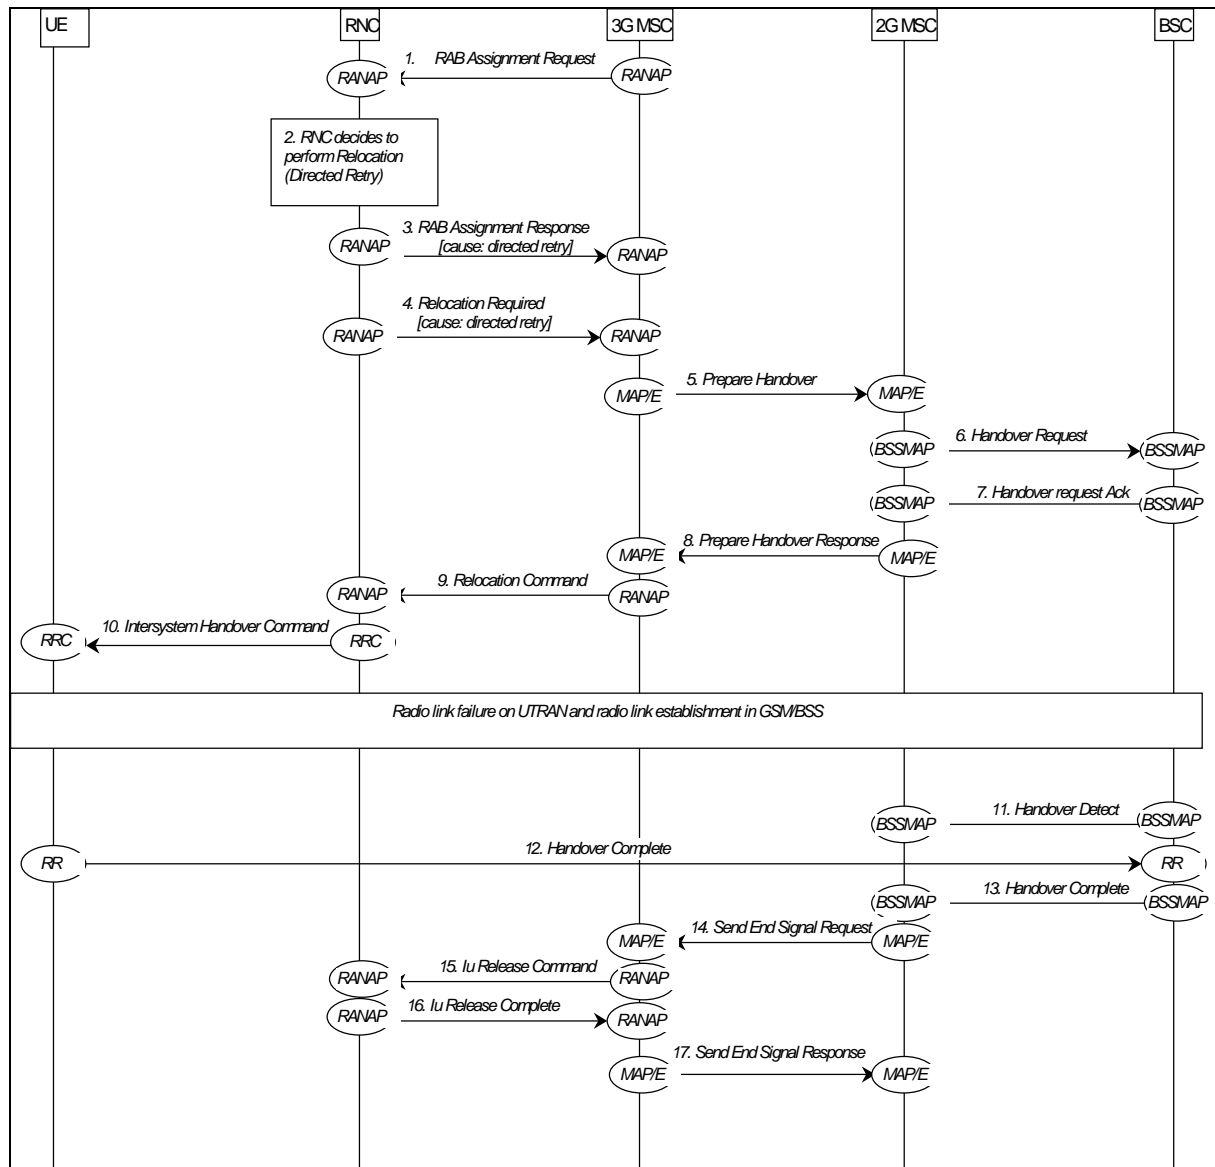 UE RNC 3G MSC 2G MSC BSC
1. RAB Assignment Request
RANAP RANAP
2. RNC decides to
perform Relocation
(Directed Retry)
3. RAB Assignment Response
[cause: directed retry]
RANAP RANAP
4. Relocation Required
[cause: directed retry]
RANAP RANAP
5. Prepare Handover
MAP/E MAP/E
6. Handover Request
BSSMAP BSSMAP
7. Handover request Ack
BSSMAP BSSMAP
8. Prepare Handover Response
MAP/E MAP/E
9. Relocation Command
RANAP RANAP
10. Intersystem Handover Command
RRC RRC
Radio link failure on UTRAN and radio link establishment in GSM/BSS
11. Handover Detect
BSSMAP BSSMAP
12. Handover Complete
RR RR
13. Handover Complete
BSSMAP BSSMAP
14. Send End Signal Request
MAP/E MAP/E
15. Iu Release Command
RANAP RANAP
16. Iu Release Complete
RANAP RANAP
17. Send End Signal Response
MAP/E MAP/E